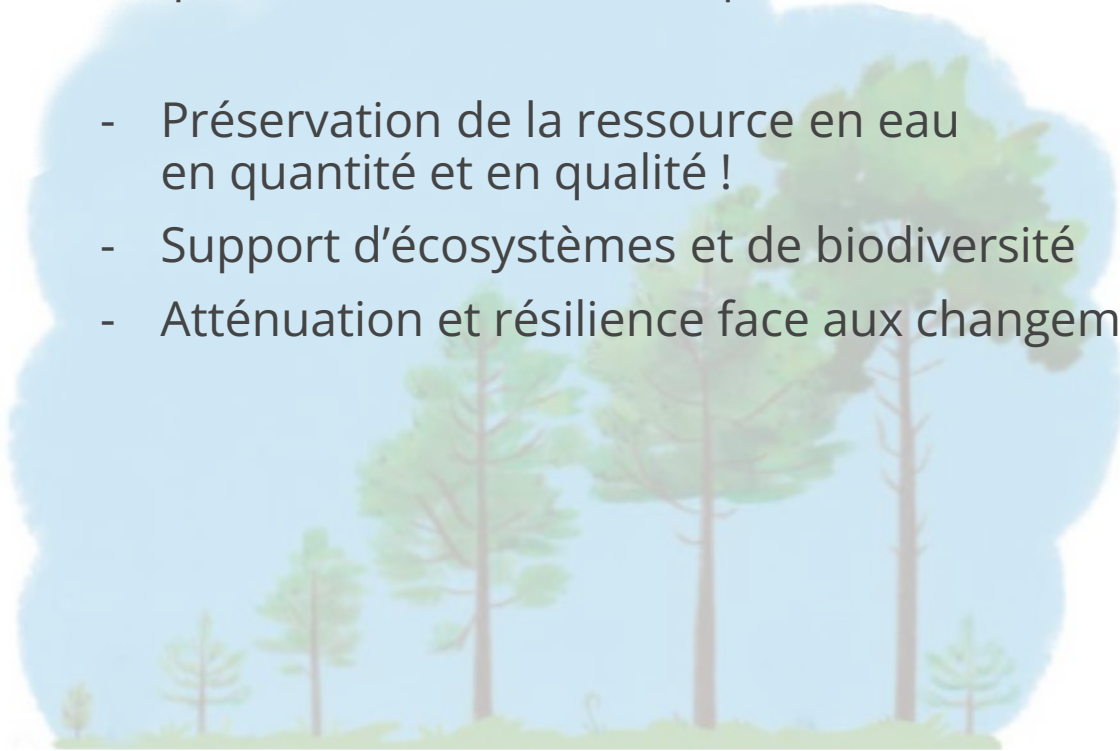 - Préservation de la ressource en eau
en quantité et en qualité !
- Support d’écosystèmes et de biodiversité
- Atténuation et résilience face aux changem